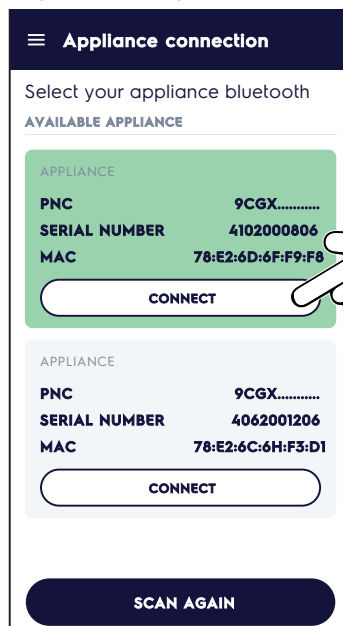 Appliance connection
Select your appliance bluetooth
AVAILABLE APPLIANCE
APPLIANCE
PNC 9CGX...........
SERIAL NUMBER 4102000806
MAC 78:E2:6D:6F:F9:F8
CONNECT
APPLIANCE
PNC 9CGX...........
SERIAL NUMBER 4062001206
MAC 78:E2:6C:6H:F3:D1
CONNECT
SCAN AGAIN